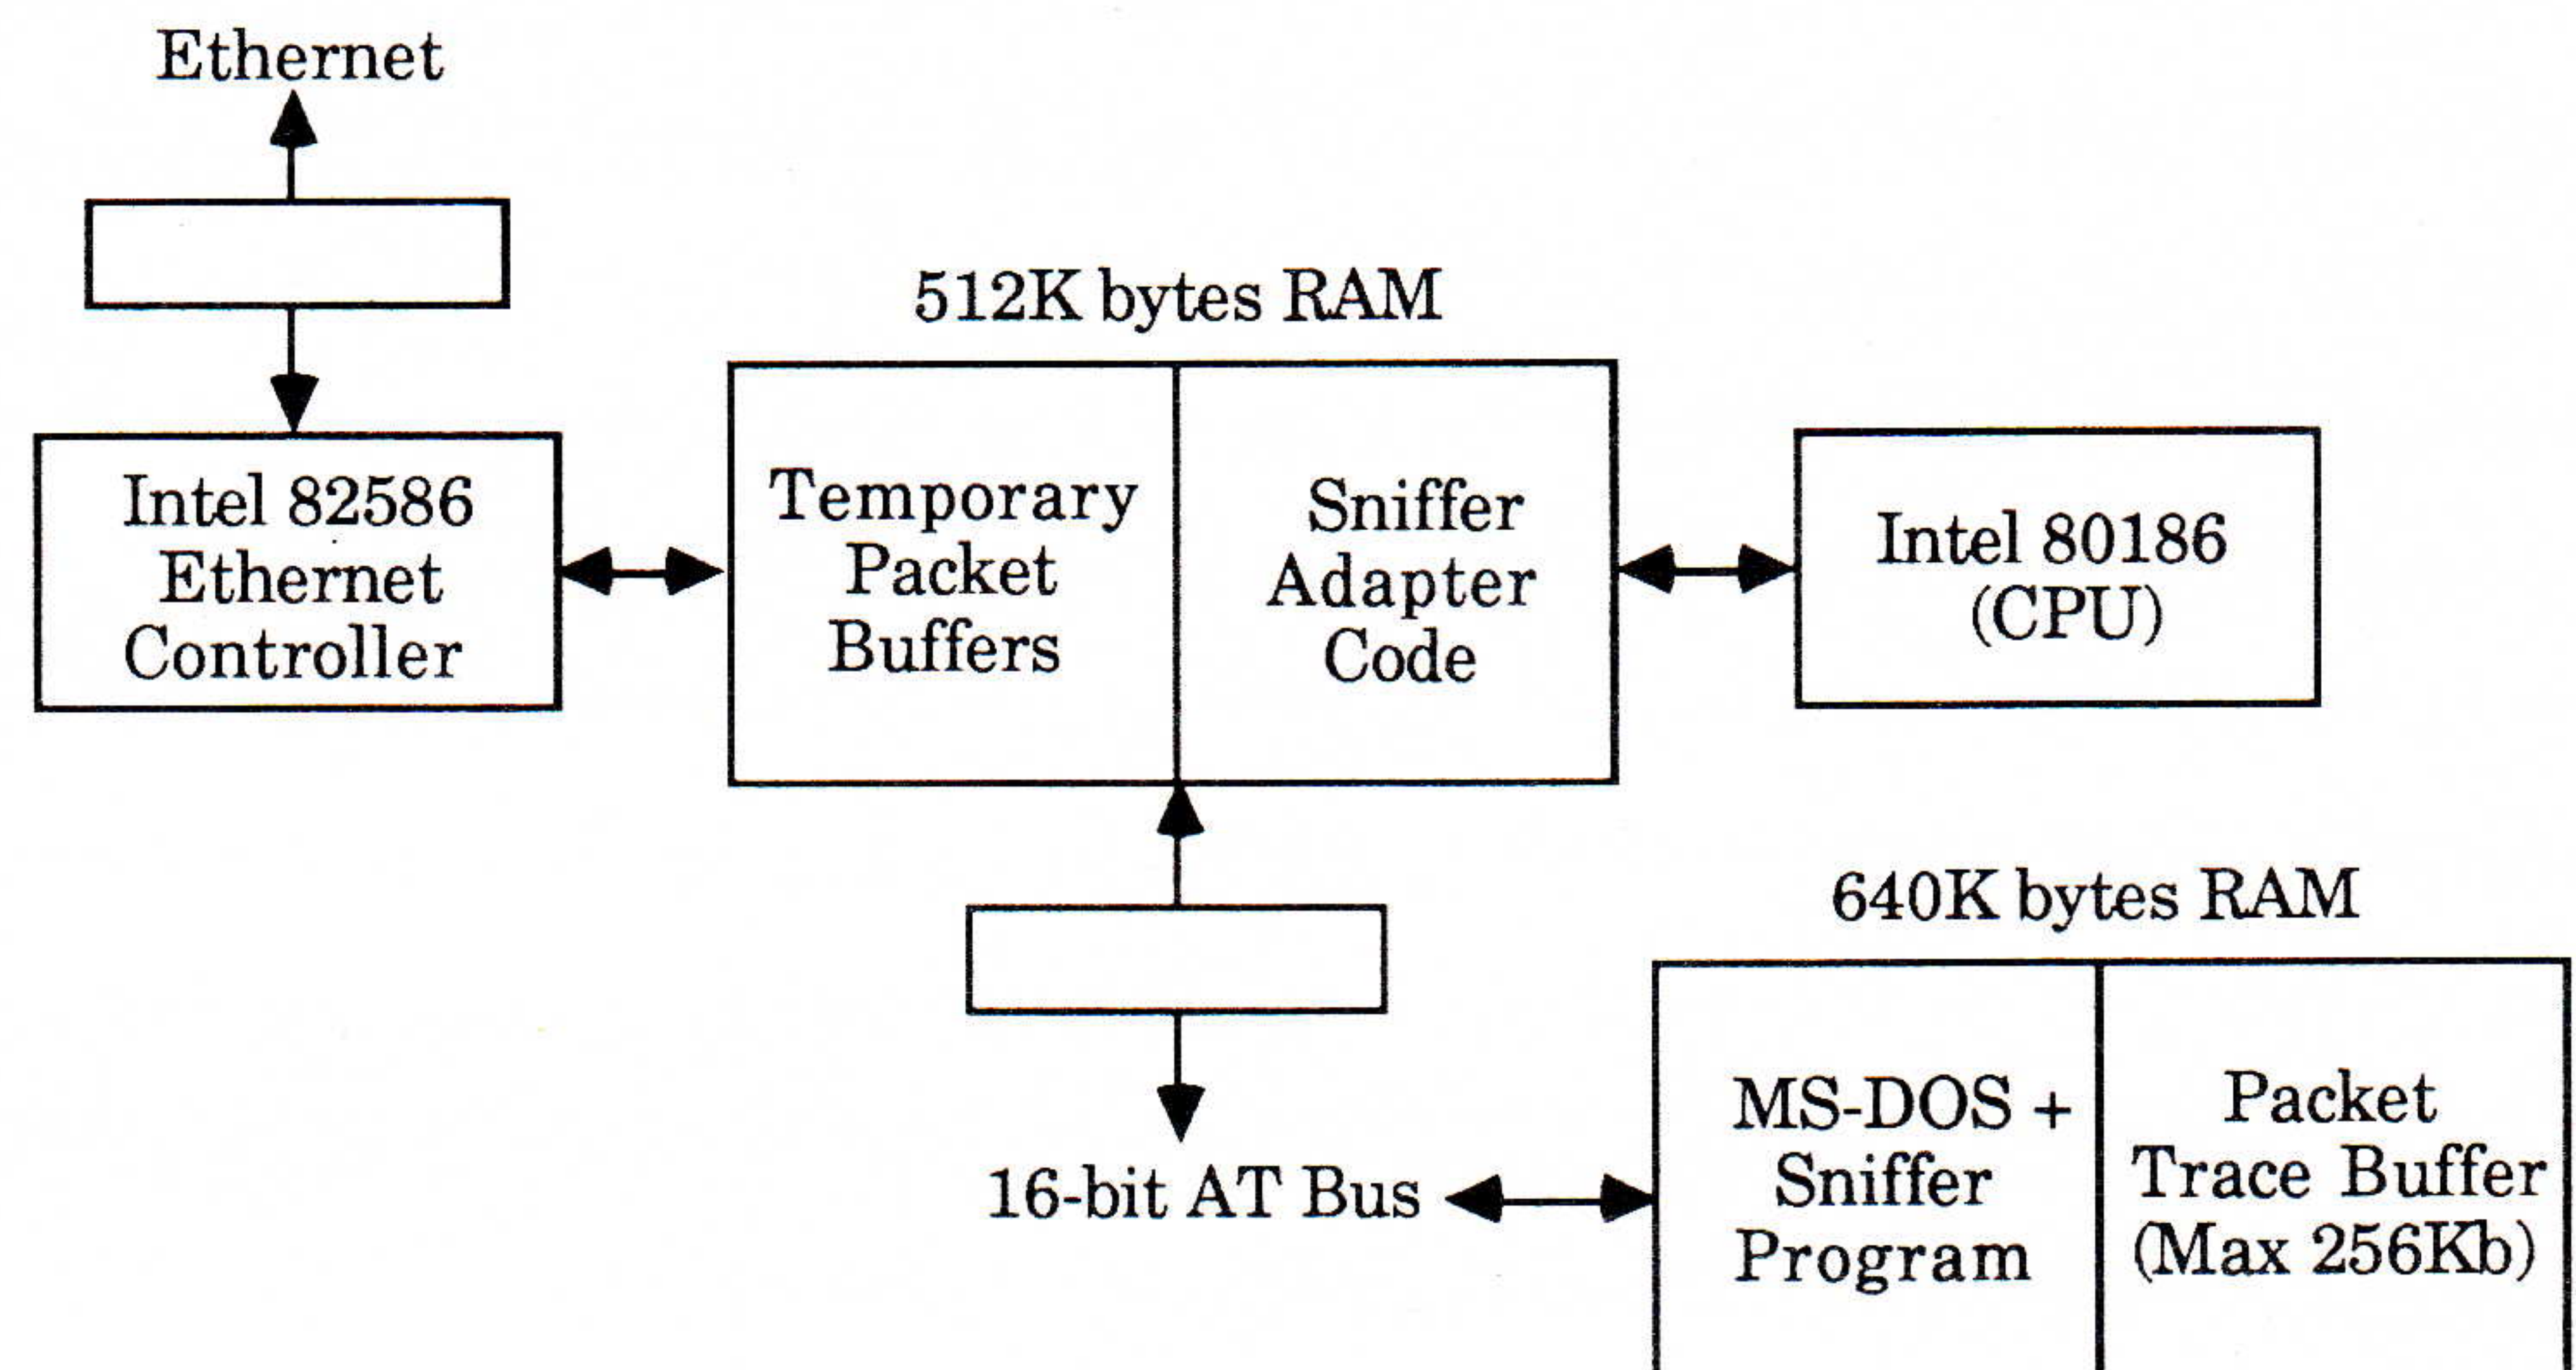 Ethernet
512K bytes RAM
Intel 82586
Ethernet
Controller
Temporary
Packet
Buffers
Sniffer
Adapter
Code
Intel 80186
(CPU)
640K bytes RAM
16-bit AT Bus
MS-DOS +
Sniffer
Program
Packet
Trace Buffer
(Max 256Kb)